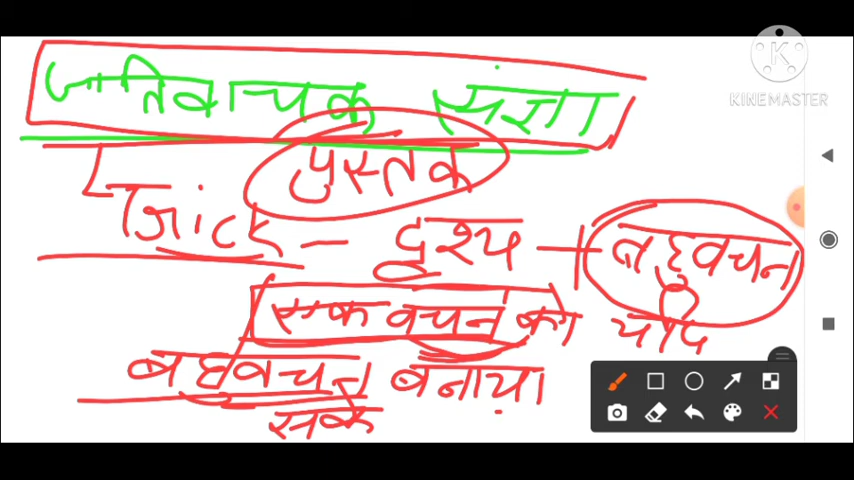 जातिवाचक संज्ञा
KINEMASTER
पुस्तक
Trick - दृश्य + बहुवचन
एकवचन को यदि
बहुवचन बनाया
सके